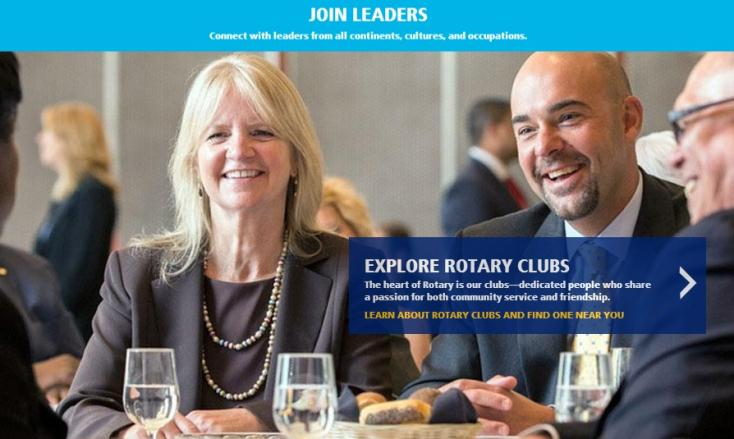 JOIN LEADERS
Connect with leaders from all continents, cultures, and occupations.
EXPLORE ROTARY CLUBS
The heart of Rotary is our clubs—dedicated people who share
a passion for both community service and friendship.
LEARN ABOUT ROTARY CLUBS AND FIND ONE NEAR YOU